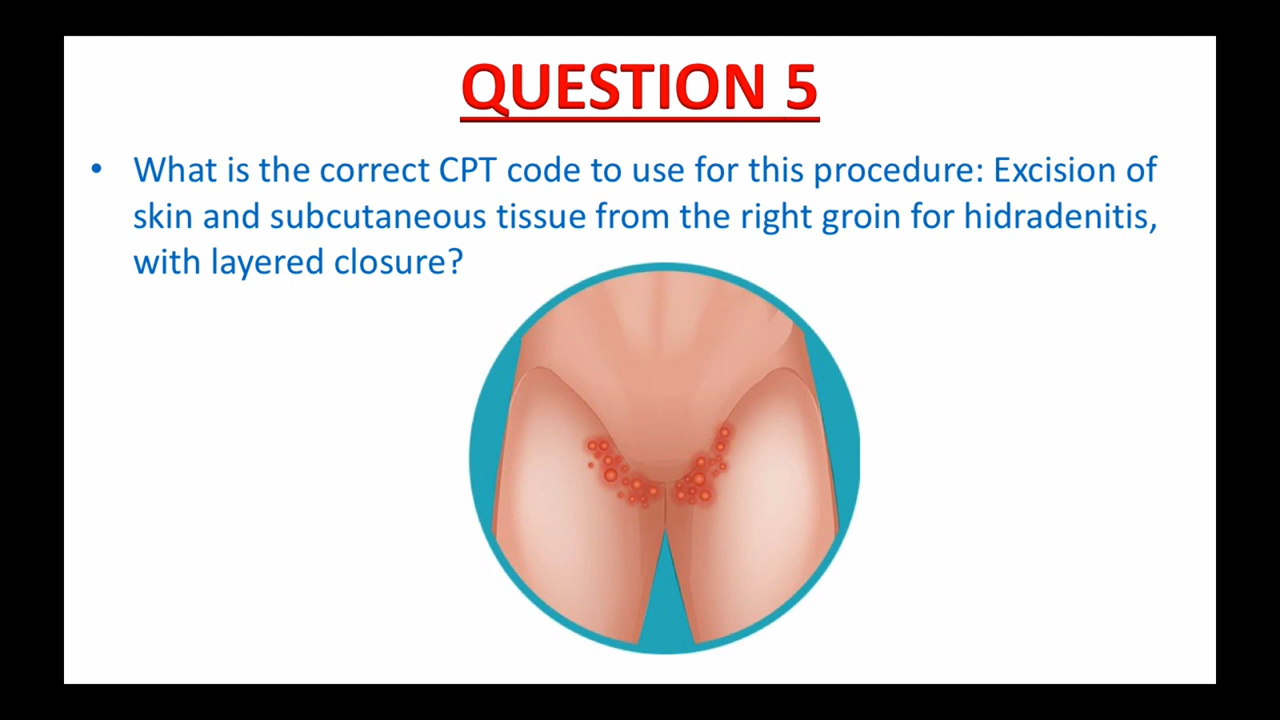 QUESTION 5
• What is the correct CPT code to use for this procedure: Excision of
skin and subcutaneous tissue from the right groin for hidradenitis,
with layered closure?